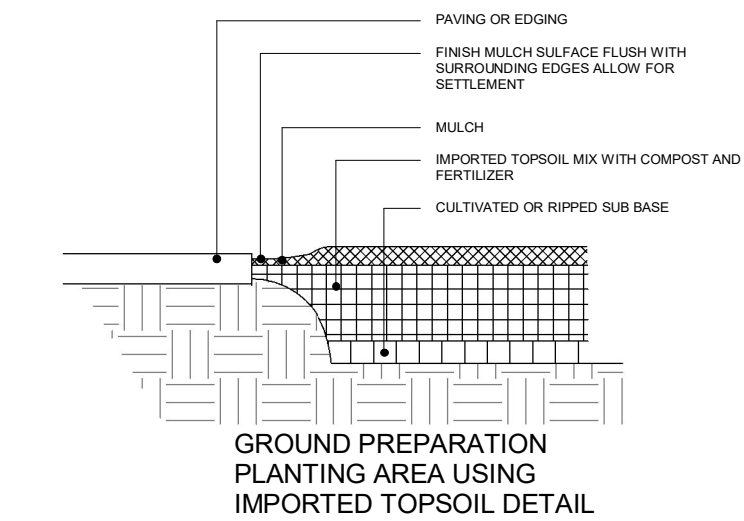 PAVING OR EDGING
FINISH MULCH SULFACE FLUSH WITH
SURROUNDING EDGES ALLOW FOR
SETTLEMENT
MULCH
IMPORTED TOPSOIL MIX WITH COMPOST AND
FERTILIZER
CULTIVATED OR RIPPED SUB BASE
GROUND PREPARATION
PLANTING AREA USING
IMPORTED TOPSOIL DETAIL